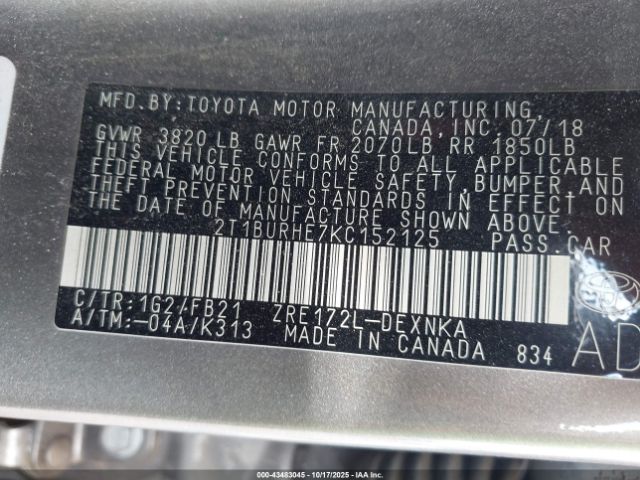 MFD.BY:TOYOTA MOTOR MANUFACTURING,
CANADA, INC. 07/18
GVWR 3820 LB GAWR FR 2070LB, RR 1850LB
THIS VEHICLE CONFORMS TO ALL APPLICABLE
FEDERAL MOTOR VEHICLE SAFETY, BUMPER, AND
THEFT PREVENTION STANDARDS IN EFFECT ON
THE DATE OF MANUFACTURE SHOWN ABOVE.
2T1BURHE7KC152125 PASS.CAR
C/TR:1G2/FB21 ZRE172L-DEXNKA
A/TM:-04A/K313 MADE IN CANADA 834
AD
000-43483045 - 10/17/2025 - IAA Inc.